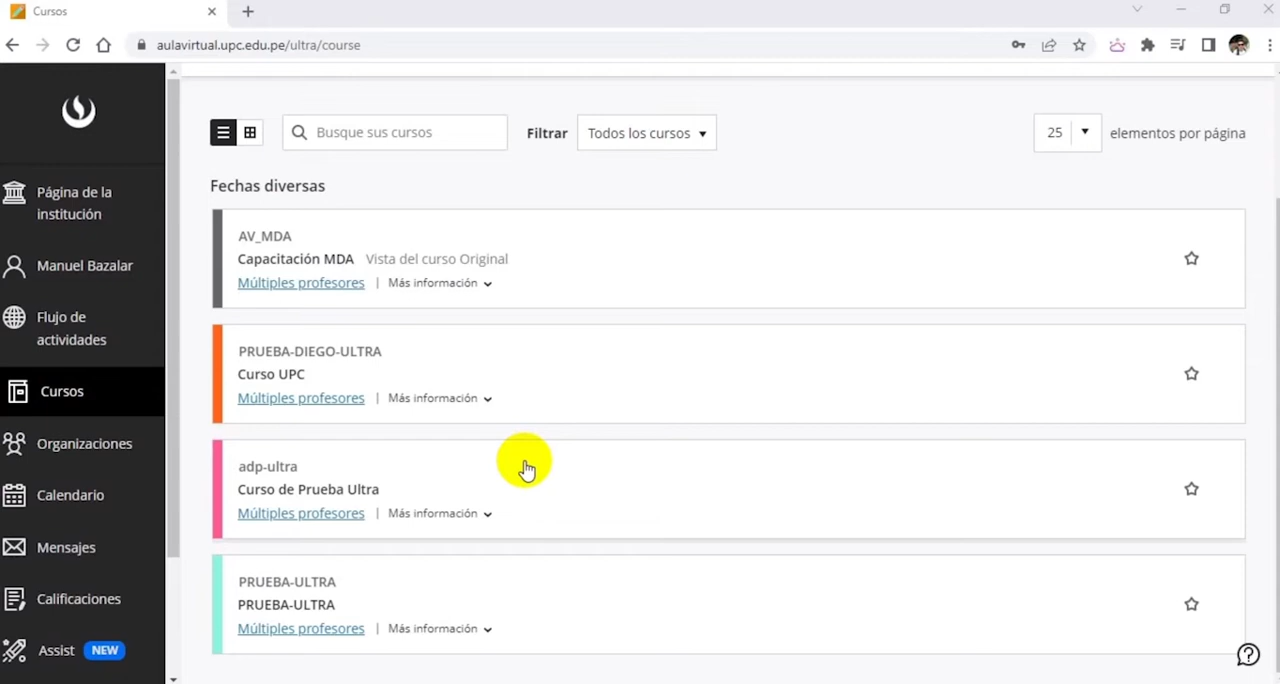 Cursos
aulavirtual.upc.edu.pe/ultra/course
Página de la
institución
Manuel Bazalar
Flujo de
actividades
Cursos
Organizaciones
Calendario
Mensajes
Calificaciones
Assist NEW
Busque sus cursos
Filtrar
Todos los cursos
25
elementos por página
Fechas diversas
AV_MDA
Capacitación MDA Vista del curso Original
Múltiples profesores | Más información
PRUEBA-DIEGO-ULTRA
Curso UPC
Múltiples profesores | Más información
adp-ultra
Curso de Prueba Ultra
Múltiples profesores | Más información
PRUEBA-ULTRA
PRUEBA-ULTRA
Múltiples profesores | Más información